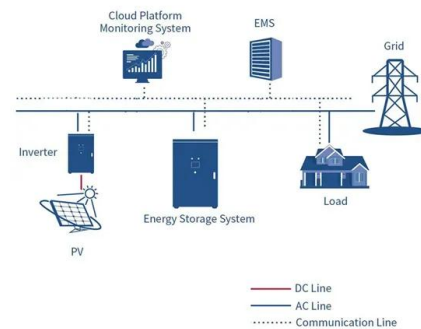 Cloud Platform
Monitoring System
EMS
Grid
Inverter
Energy Storage System
Load
PV
DC Line
AC Line
Communication Line